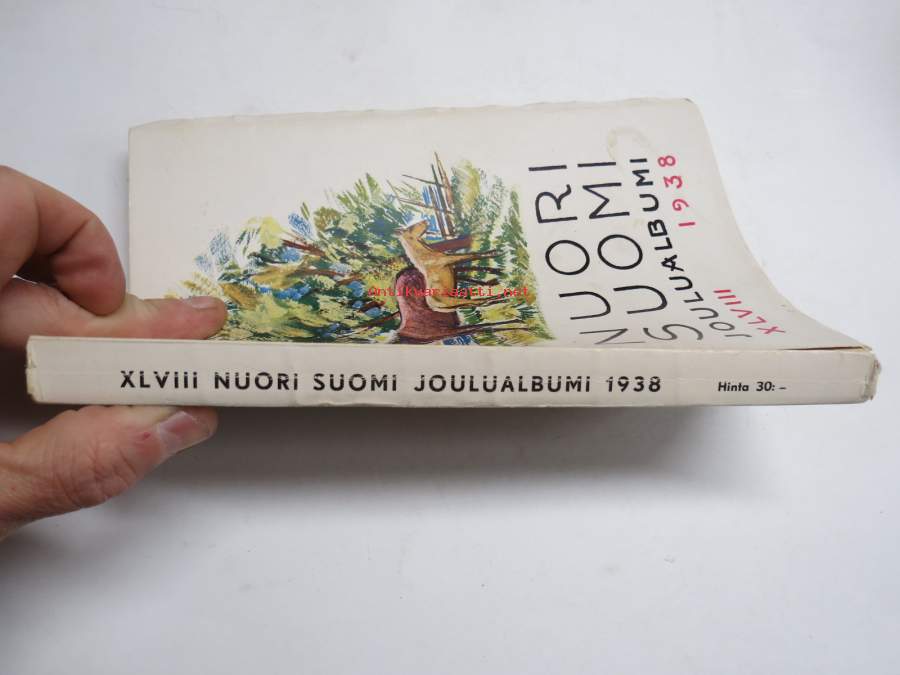 NUORI
SUOMI
JOULUALBUMI
XLVIII 1938
antikvariaatti.net
XLVIII NUORI SUOMI JOULUALBUMI 1938 Hinta 30:-